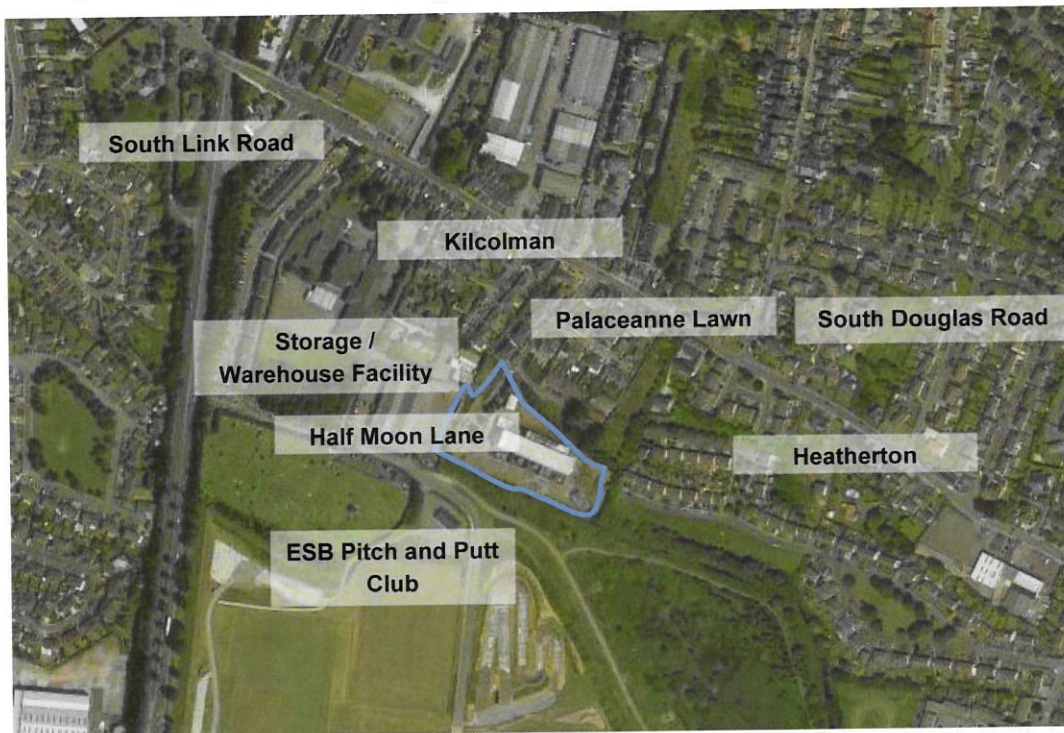 South Link Road
Kilcolman
Palaceanne Lawn
South Douglas Road
Storage /
Warehouse Facility
Half Moon Lane
Heatherton
ESB Pitch and Putt
Club